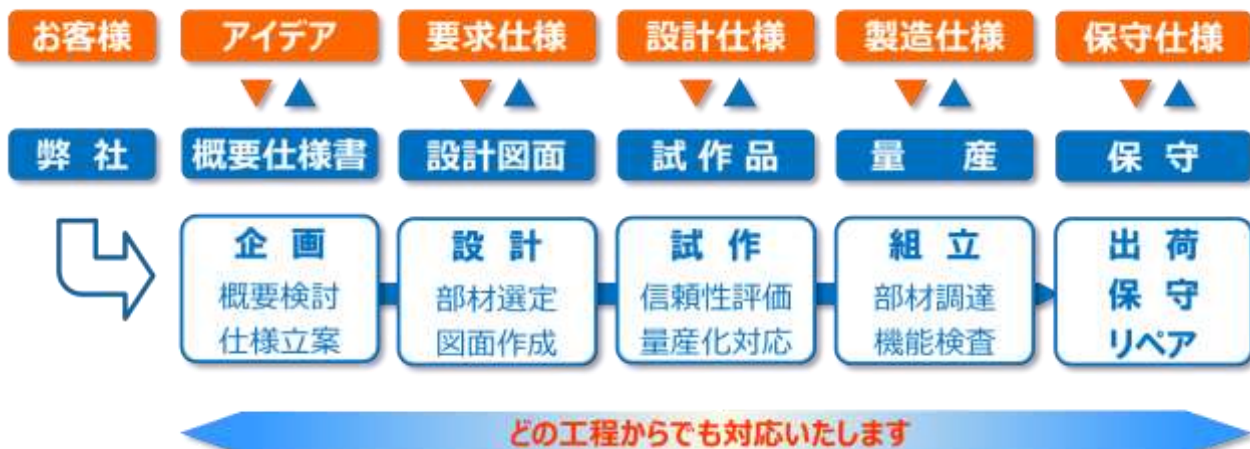 お客様 アイデア 要求仕様 設計仕様 製造仕様 保守仕様
弊社 概要仕様書 設計図面 試作品 量産 保守
企画
概要検討
仕様立案
設計
部材選定
図面作成
試作
信頼性評価
量産化対応
組立
部材調達
機能検査
出荷
保守
リペア
どの工程からでも対応いたします